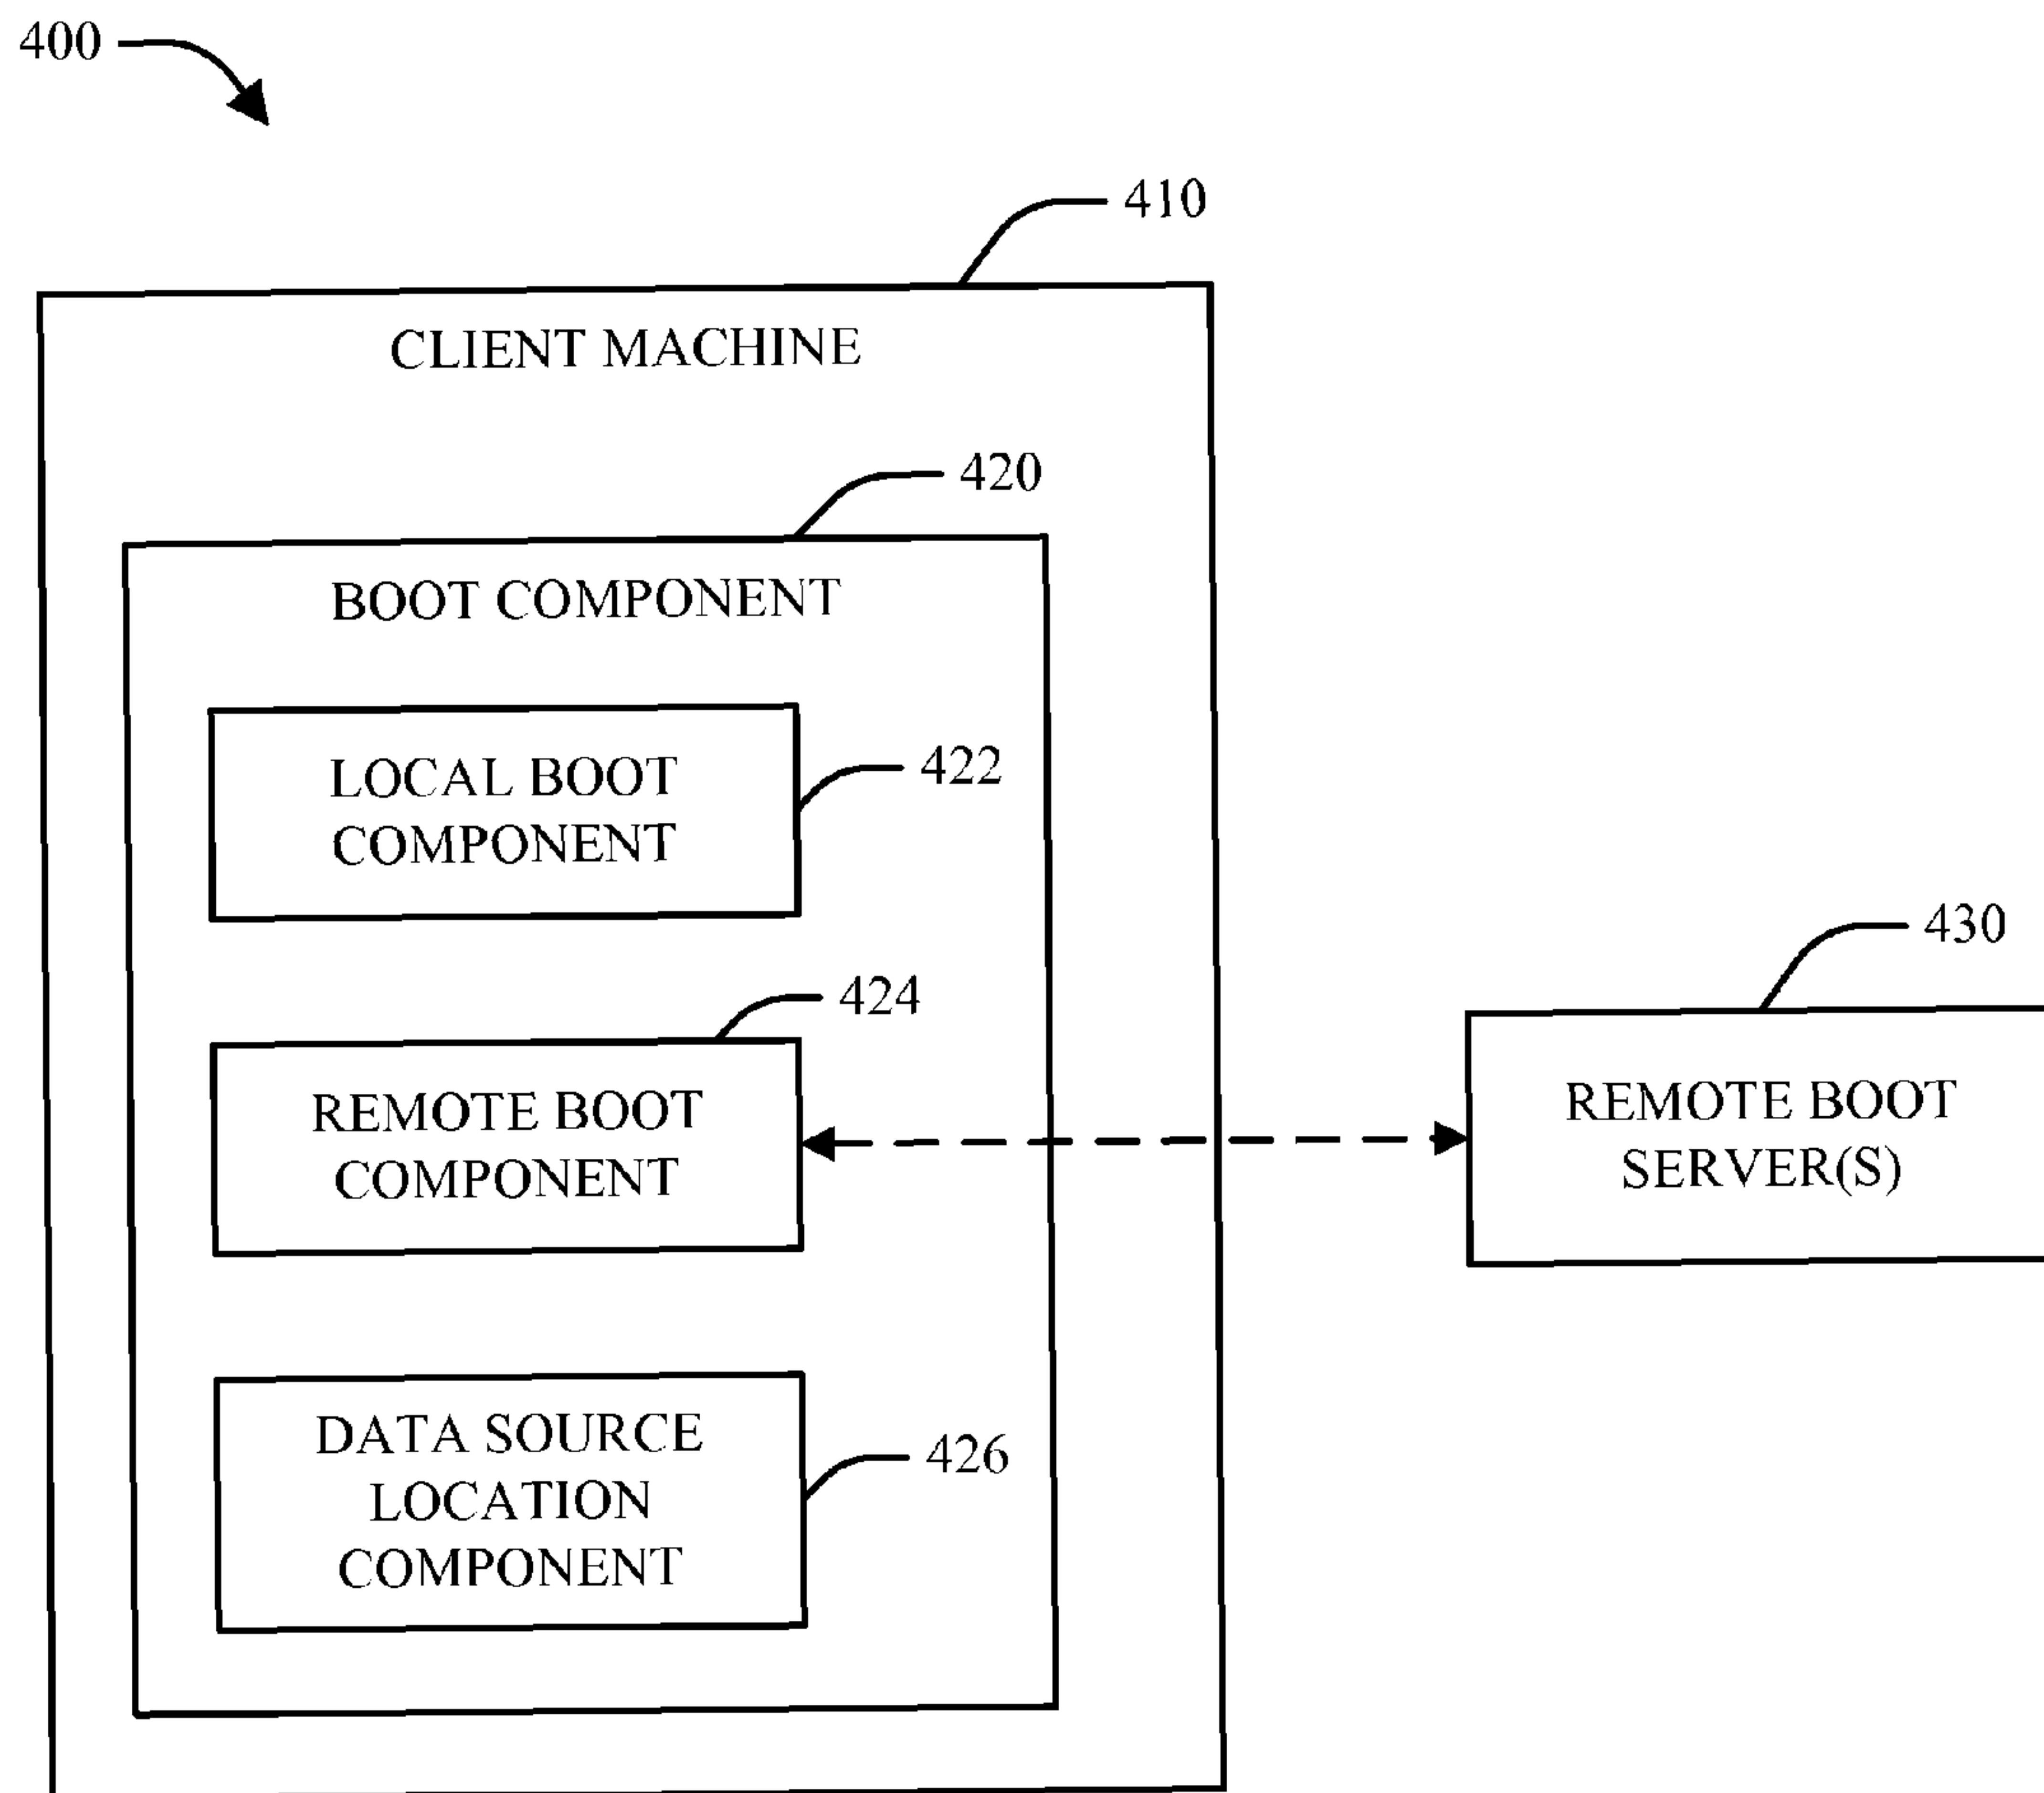 400
410
CLIENT MACHINE
420
BOOT COMPONENT
LOCAL BOOT
COMPONENT
422
424
REMOTE BOOT
COMPONENT
430
REMOTE BOOT
SERVER(S)
DATA SOURCE
LOCATION
COMPONENT
426